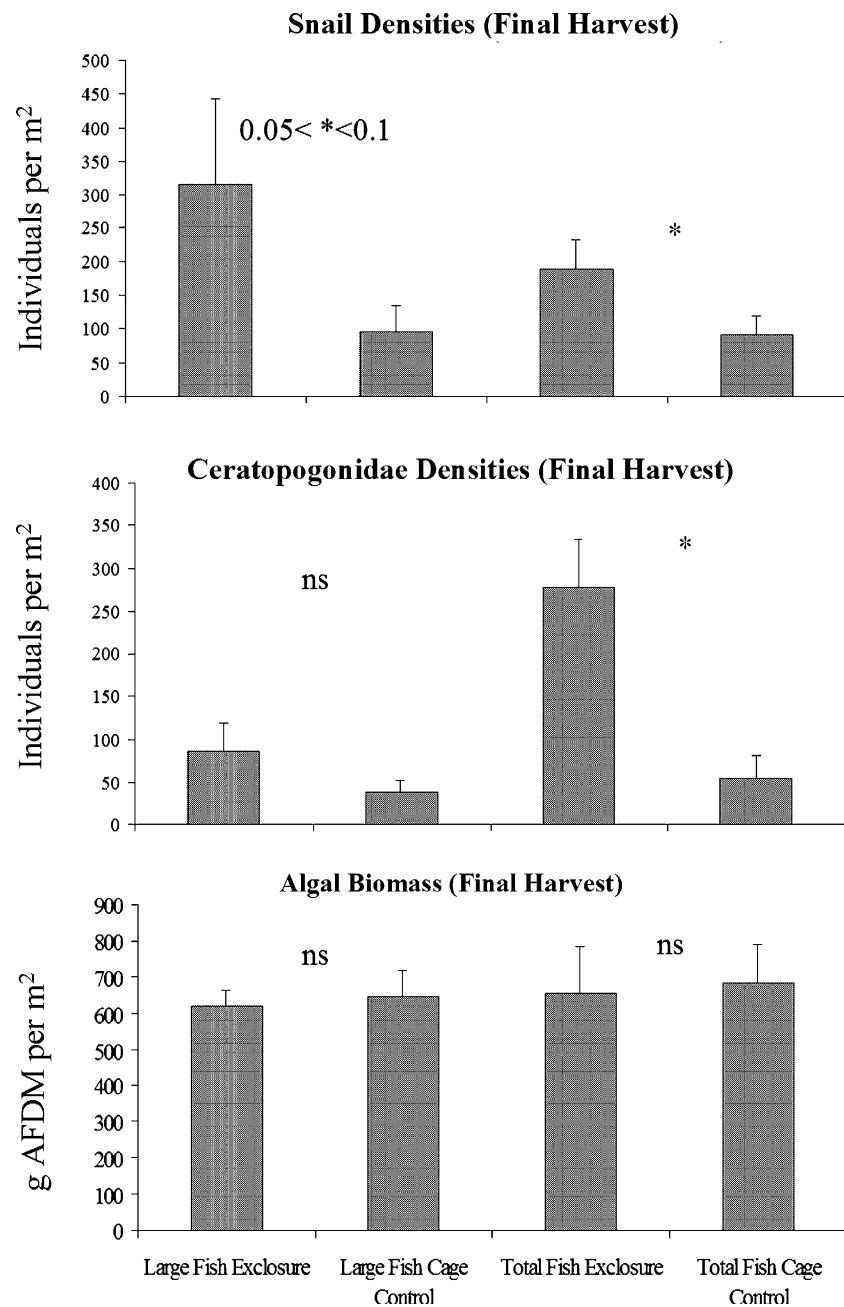 Snail Densities (Final Harvest)
500
450
400
350
300
250
200
150
100
50
0
Individuals per m²
0.05< *<0.1
*
Ceratopogonidae Densities (Final Harvest)
400
350
300
250
200
150
100
50
0
Individuals per m²
ns
*
Algal Biomass (Final Harvest)
900
800
700
600
500
400
300
200
100
0
g AFDM per m²
ns
ns
Large Fish Exclosure
Large Fish Cage
Control
Total Fish Exclosure
Total Fish Cage
Control